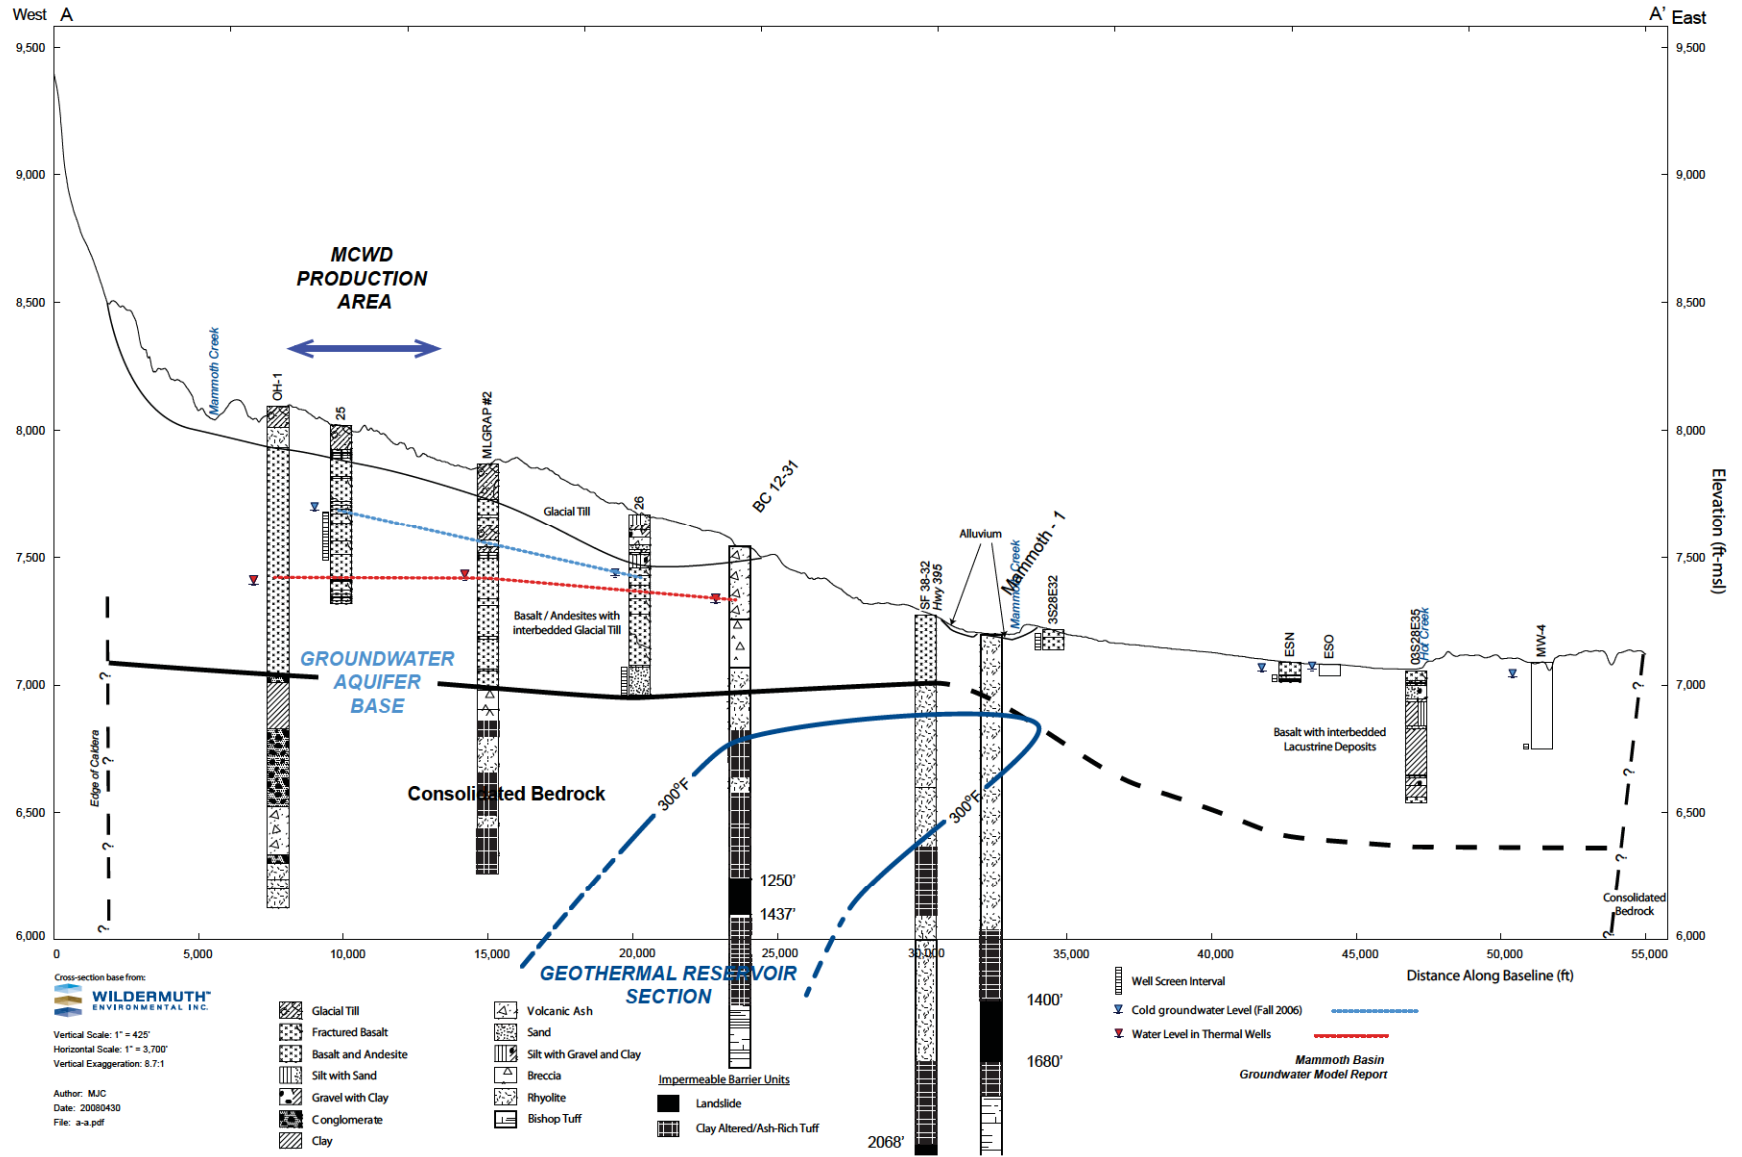 West A
A' East
9,500
9,500
9,000
9,000
8,500
8,500
8,000
8,000
7,500
7,500
7,000
7,000
6,500
6,500
6,000
6,000
Elevation (ft-msl)
MCWD
PRODUCTION
AREA
Mammoth Creek
OH-1
25
MLGRAP #2
26
BC 12-31
SF 38-32
Hwy 395
Mammoth - 1
Mammoth Creek
3S28E32
ESN
ESO
03S28E35
Hot Creek
MW-4
Glacial Till
Alluvium
Basalt / Andesites with
interbedded Glacial Till
GROUNDWATER
AQUIFER
BASE
Edge of Caldera
?
?
?
?
Consolidated Bedrock
300°F
300°F
Basalt with interbedded
Lacustrine Deposits
?
?
?
?
Consolidated
Bedrock
1250'
1437'
1400'
1680'
2068'
GEOTHERMAL RESERVOIR
SECTION
0
5,000
10,000
15,000
20,000
25,000
30,000
35,000
40,000
45,000
50,000
55,000
Distance Along Baseline (ft)
Cross-section base from:
WILDERMUTH™
ENVIRONMENTAL INC.
Vertical Scale: 1" = 425'
Horizontal Scale: 1" = 3,700'
Vertical Exaggeration: 8.7:1
Author: MJC
Date: 20080430
File: a-a.pdf
Glacial Till
Fractured Basalt
Basalt and Andesite
Silt with Sand
Gravel with Clay
Conglomerate
Clay
Volcanic Ash
Sand
Silt with Gravel and Clay
Breccia
Rhyolite
Bishop Tuff
Impermeable Barrier Units
Landslide
Clay Altered/Ash-Rich Tuff
Well Screen Interval
Cold groundwater Level (Fall 2006)
Water Level in Thermal Wells
Mammoth Basin
Groundwater Model Report